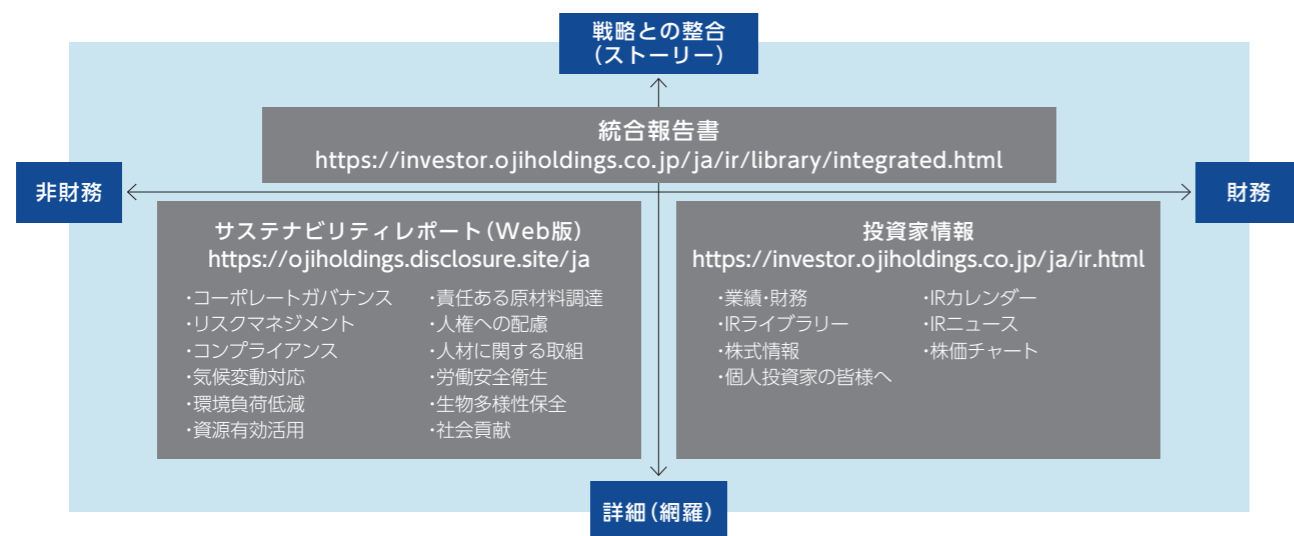 戦略との整合
（ストーリー）
統合報告書
https://investor.ojiholdings.co.jp/ja/ir/library/integrated.html
非財務
財務
サステナビリティレポート（Web版）
https://ojiholdings.disclosure.site/ja
・コーポレートガバナンス
・リスクマネジメント
・コンプライアンス
・気候変動対応
・環境負荷低減
・資源有効活用
・責任ある原材料調達
・人権への配慮
・人材に関する取組
・労働安全衛生
・生物多様性保全
・社会貢献
投資家情報
https://investor.ojiholdings.co.jp/ja/ir.html
・業績・財務
・IRライブラリー
・株式情報
・個人投資家の皆様へ
・IRカレンダー
・IRニュース
・株価チャート
詳細（網羅）